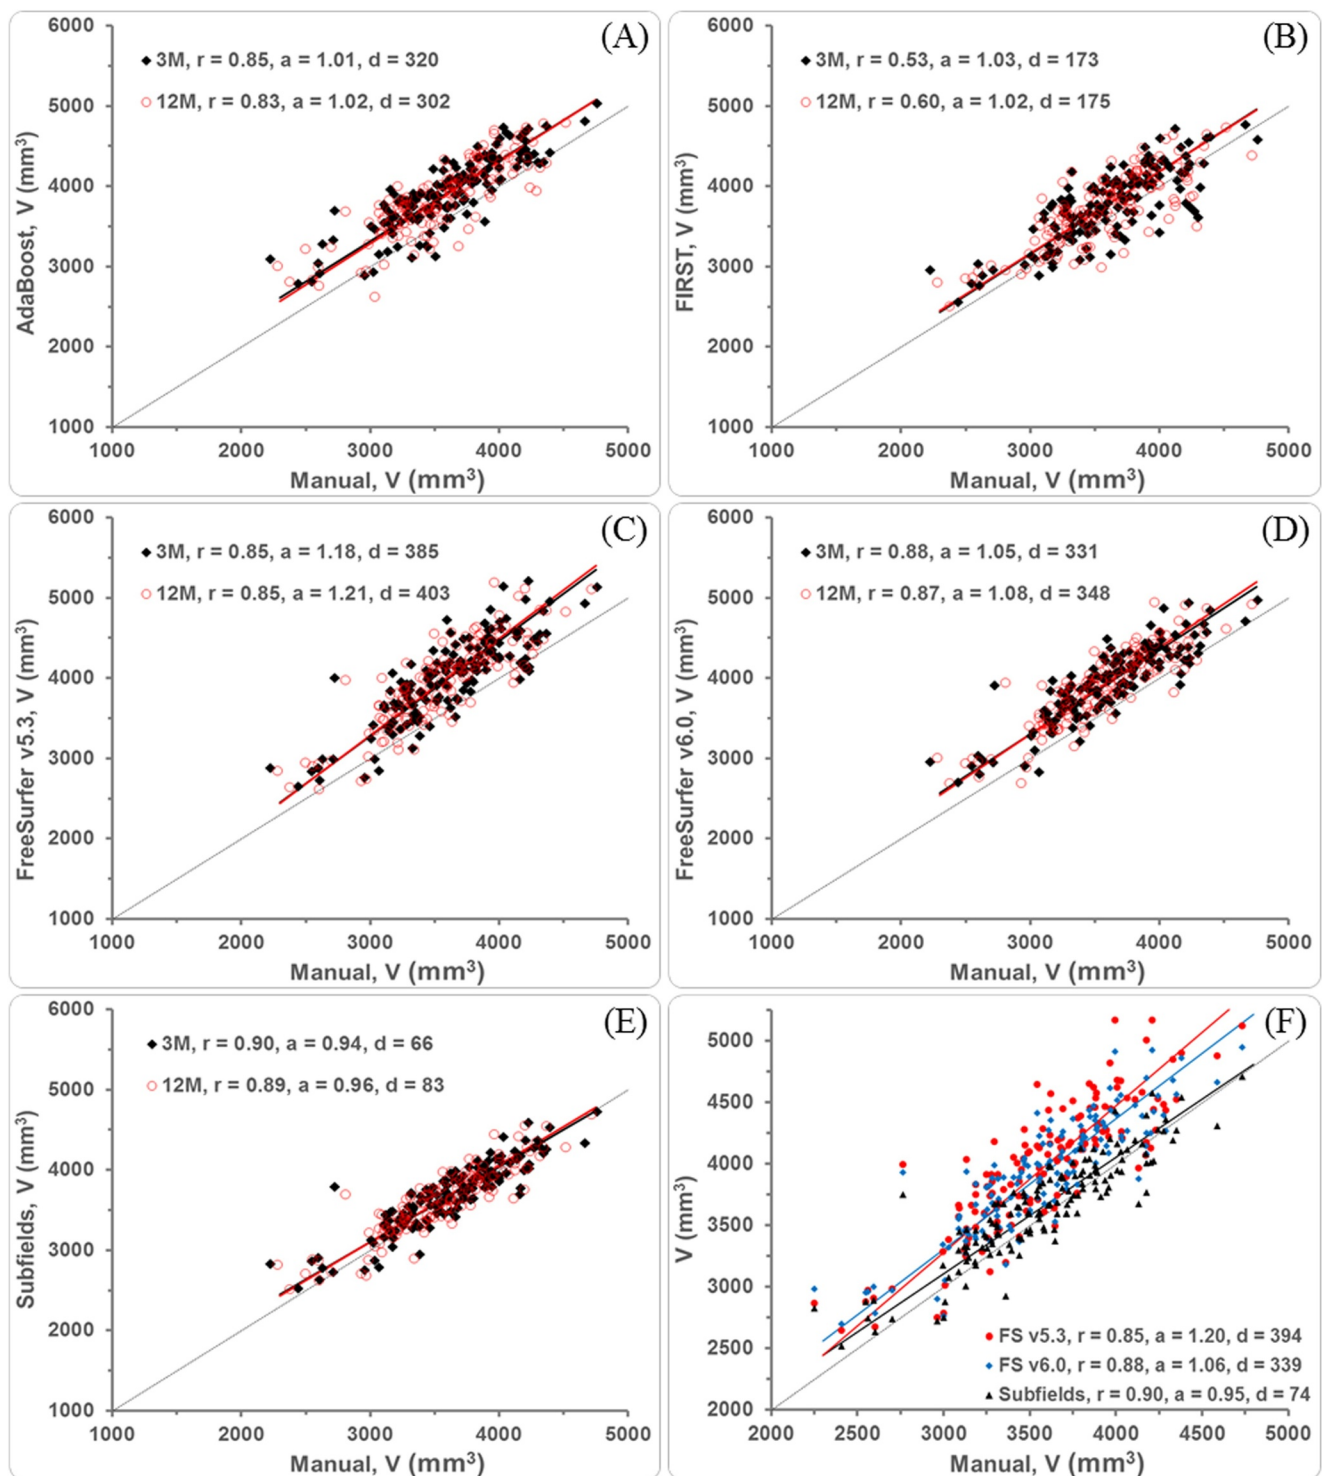 (A)
3M, r = 0.85, a = 1.01, d = 320
12M, r = 0.83, a = 1.02, d = 302
AdaBoost, V (mm³)
6000
5000
4000
3000
2000
1000
1000 2000 3000 4000 5000
Manual, V (mm³)
(B)
3M, r = 0.53, a = 1.03, d = 173
12M, r = 0.60, a = 1.02, d = 175
FIRST, V (mm³)
6000
5000
4000
3000
2000
1000
1000 2000 3000 4000 5000
Manual, V (mm³)
(C)
3M, r = 0.85, a = 1.18, d = 385
12M, r = 0.85, a = 1.21, d = 403
FreeSurfer v5.3, V (mm³)
6000
5000
4000
3000
2000
1000
1000 2000 3000 4000 5000
Manual, V (mm³)
(D)
3M, r = 0.88, a = 1.05, d = 331
12M, r = 0.87, a = 1.08, d = 348
FreeSurfer v6.0, V (mm³)
6000
5000
4000
3000
2000
1000
1000 2000 3000 4000 5000
Manual, V (mm³)
(E)
3M, r = 0.90, a = 0.94, d = 66
12M, r = 0.89, a = 0.96, d = 83
Subfields, V (mm³)
6000
5000
4000
3000
2000
1000
1000 2000 3000 4000 5000
Manual, V (mm³)
(F)
V (mm³)
5000
4500
4000
3500
3000
2500
2000
FS v5.3, r = 0.85, a = 1.20, d = 394
FS v6.0, r = 0.88, a = 1.06, d = 339
Subfields, r = 0.90, a = 0.95, d = 74
2000 2500 3000 3500 4000 4500 5000
Manual, V (mm³)